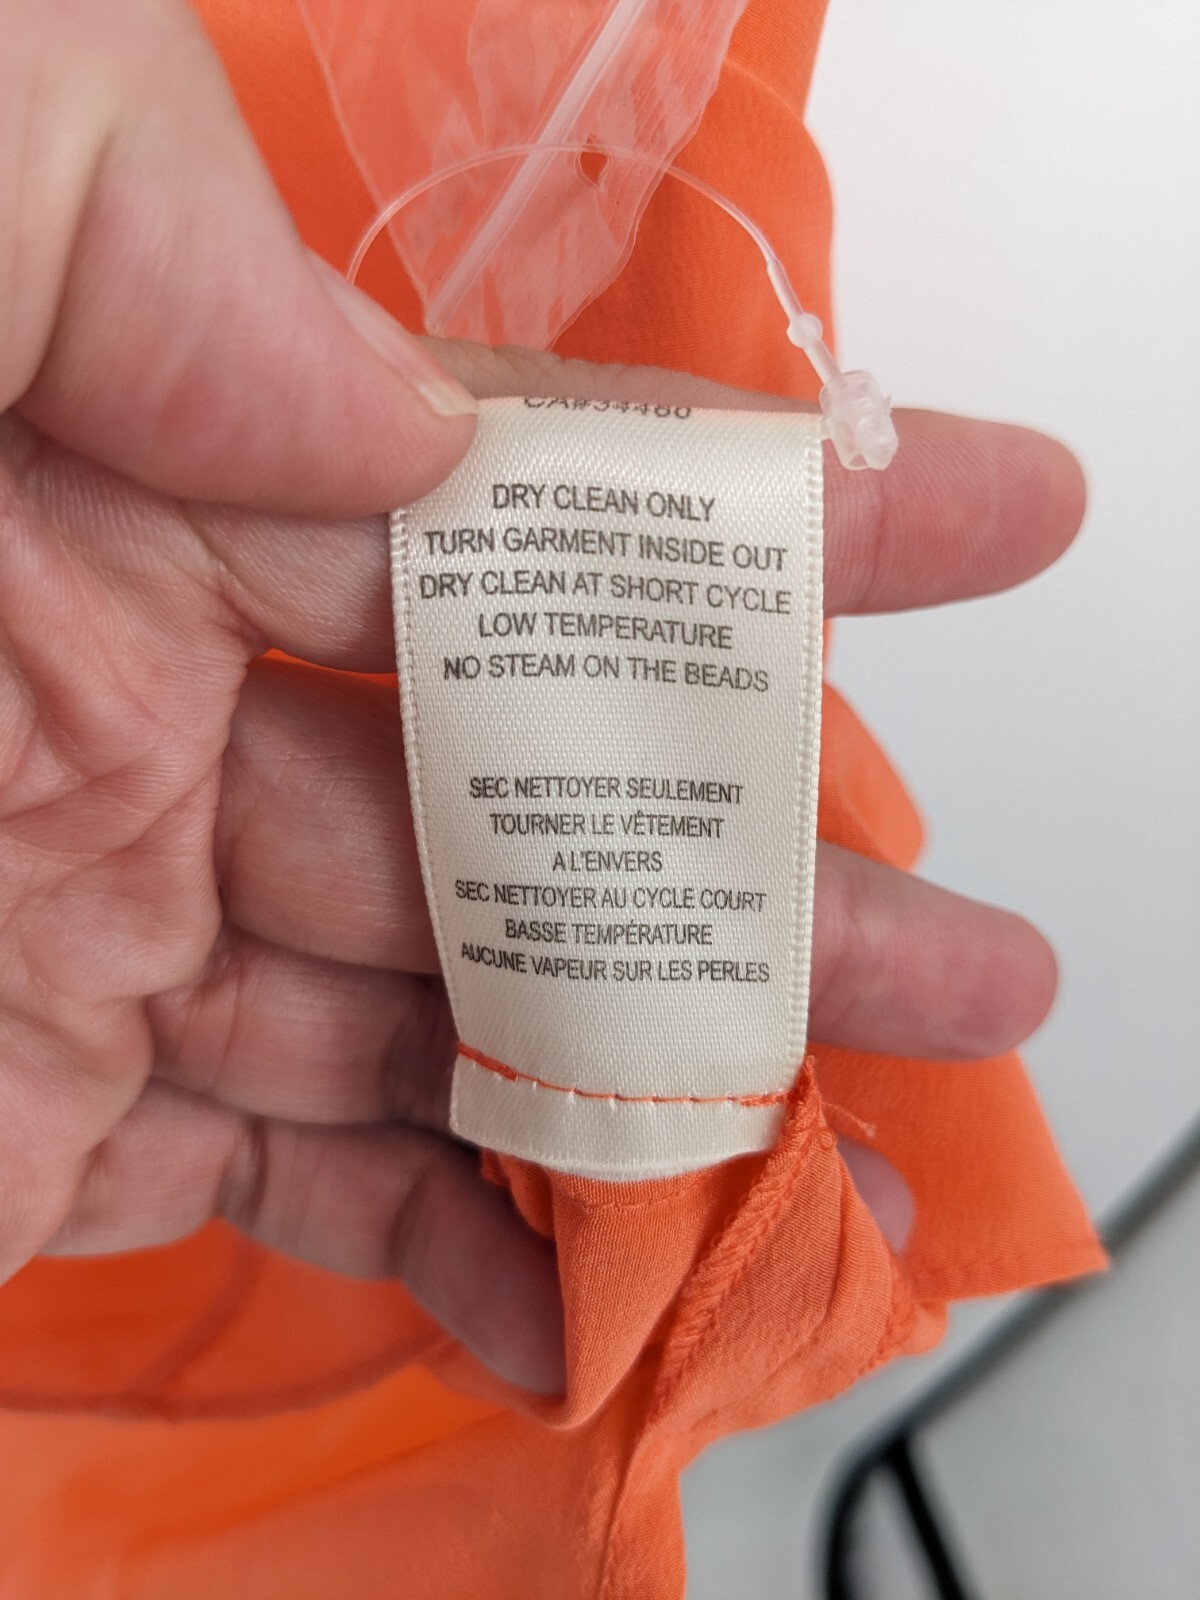 CA#34460
DRY CLEAN ONLY
TURN GARMENT INSIDE OUT
DRY CLEAN AT SHORT CYCLE
LOW TEMPERATURE
NO STEAM ON THE BEADS
SEC NETTOYER SEULEMENT
TOURNER LE VÊTEMENT
A L'ENVERS
SEC NETTOYER AU CYCLE COURT
BASSE TEMPÉRATURE
AUCUNE VAPEUR SUR LES PERLES